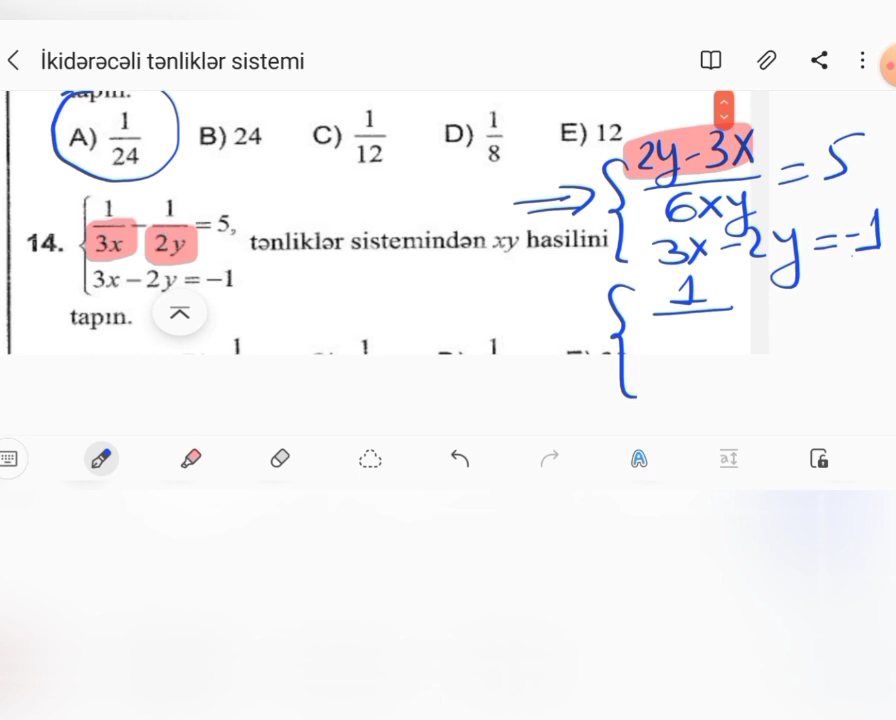 İkidərəcəli tənliklər sistemi
A) 1/24 B) 24 C) 1/12 D) 1/8 E) 12
14. { 1/3x - 1/2y = 5, 3x - 2y = -1 tənliklər sistemindən xy hasilini
tapın.
⇒ { (2y-3x)/6xy = 5
3x-2y=-1
{ 1